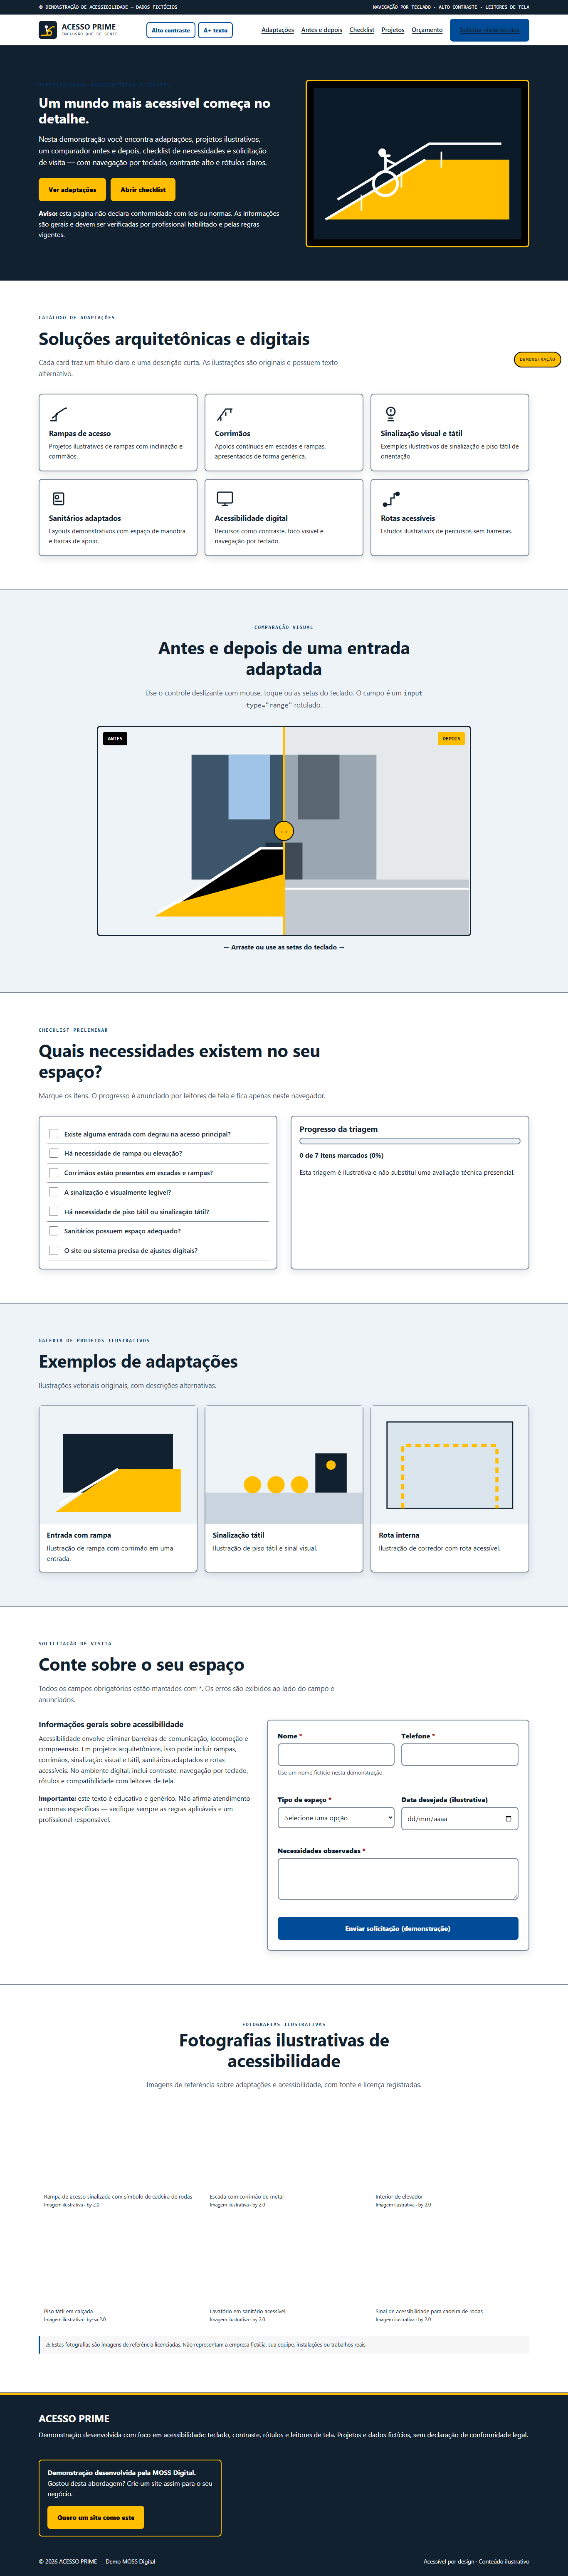 DEMONSTRAÇÃO DE ACESSIBILIDADE — DADOS FICTÍCIOS
NAVEGAÇÃO POR TECLADO · ALTO CONTRASTE · LEITORES DE TELA
ACESSO PRIME
INCLUSÃO QUE SE SENTE
Alto contraste
A+ texto
Adaptações
Antes e depois
Checklist
Projetos
Orçamento
Solicitar visita técnica
Um mundo mais acessível começa no
detalhe.
Nesta demonstração você encontra adaptações, projetos ilustrativos,
um comparador antes e depois, checklist de necessidades e solicitação
de visita — com navegação por teclado, contraste alto e rótulos claros.
Ver adaptações
Abrir checklist
Aviso: esta página não declara conformidade com leis ou normas. As informações
são gerais e devem ser verificadas por profissional habilitado e pelas regras
vigentes.
CATÁLOGO DE ADAPTAÇÕES
Soluções arquitetônicas e digitais
Cada card traz um título claro e uma descrição curta. As ilustrações são originais e possuem texto
alternativo.
DEMONSTRAÇÃO
Rampas de acesso
Projetos ilustrativos de rampas com inclinação e
corrimãos.
Corrimãos
Apoios contínuos em escadas e rampas,
apresentados de forma genérica.
Sinalização visual e tátil
Exemplos ilustrativos de sinalização e piso tátil de
orientação.
Sanitários adaptados
Layouts demonstrativos com espaço de manobra
e barras de apoio.
Acessibilidade digital
Recursos como contraste, foco visível e
navegação por teclado.
Rotas acessíveis
Estudos ilustrativos de percursos sem barreiras.
COMPARAÇÃO VISUAL
Antes e depois de uma entrada
adaptada
Use o controle deslizante com mouse, toque ou as setas do teclado. O campo é um input
type="range" rotulado.
ANTES
DEPOIS
↔
← Arraste ou use as setas do teclado →
CHECKLIST PRELIMINAR
Quais necessidades existem no seu
espaço?
Marque os itens. O progresso é anunciado por leitores de tela e fica apenas neste navegador.
Existe alguma entrada com degrau na acesso principal?
Há necessidade de rampa ou elevação?
Corrimãos estão presentes em escadas e rampas?
A sinalização é visualmente legível?
Há necessidade de piso tátil ou sinalização tátil?
Sanitários possuem espaço adequado?
O site ou sistema precisa de ajustes digitais?
Progresso da triagem
0 de 7 itens marcados (0%)
Esta triagem é ilustrativa e não substitui uma avaliação técnica presencial.
GALERIA DE PROJETOS ILUSTRATIVOS
Exemplos de adaptações
Ilustrações vetoriais originais, com descrições alternativas.
Entrada com rampa
Ilustração de rampa com corrimão em uma
entrada.
Sinalização tátil
Ilustração de piso tátil e sinal visual.
Rota interna
Ilustração de corredor com rota acessível.
SOLICITAÇÃO DE VISITA
Conte sobre o seu espaço
Todos os campos obrigatórios estão marcados com *. Os erros são exibidos ao lado do campo e
anunciados.
Informações gerais sobre acessibilidade
Acessibilidade envolve eliminar barreiras de comunicação, locomoção e
compreensão. Em projetos arquitetônicos, isso pode incluir rampas,
corrimãos, sinalização visual e tátil, sanitários adaptados e rotas
acessíveis. No ambiente digital, inclui contraste, navegação por teclado,
rótulos e compatibilidade com leitores de tela.
Importante: este texto é educativo e genérico. Não afirma atendimento
a normas específicas — verifique sempre as regras aplicáveis e um
profissional responsável.
Nome *
Telefone *
Use um nome fictício nesta demonstração.
Tipo de espaço *
Data desejada (ilustrativa)
Selecione uma opção
dd/mm/aaaa
Necessidades observadas *
Enviar solicitação (demonstração)
FOTOGRAFIAS ILUSTRATIVAS
Fotografias ilustrativas de
acessibilidade
Imagens de referência sobre adaptações e acessibilidade, com fonte e licença registradas.
Rampa de acesso sinalizada com símbolo de cadeira de rodas
Imagem ilustrativa · by 2.0
Escada com corrimão de metal
Imagem ilustrativa · by 2.0
Interior de elevador
Imagem ilustrativa · by 2.0
Piso tátil em calçada
Imagem ilustrativa · by-sa 2.0
Lavatório em sanitário acessível
Imagem ilustrativa · by 2.0
Sinal de acessibilidade para cadeira de rodas
Imagem ilustrativa · by 2.0
⚠ Estas fotografias são imagens de referência licenciadas. Não representam a empresa fictícia, sua equipe, instalações ou trabalhos reais.
ACESSO PRIME
Demonstração desenvolvida com foco em acessibilidade: teclado, contraste, rótulos e leitores de tela. Projetos e dados fictícios, sem declaração de conformidade legal.
Demonstração desenvolvida pela MOSS Digital.
Gostou desta abordagem? Crie um site assim para o seu
negócio.
Quero um site como este
© 2026 ACESSO PRIME — Demo MOSS Digital
Acessível por design · Conteúdo ilustrativo